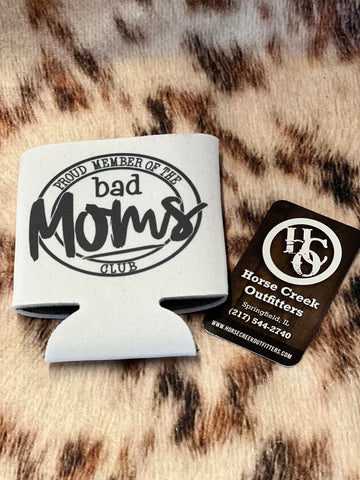 PROUD MEMBER OF THE
bad
Moms
CLUB
HC
Horse Creek
Outfitters
Springfield, IL
(217) 544-2740
WWW.HORSECREEKOUTFITTERS.COM